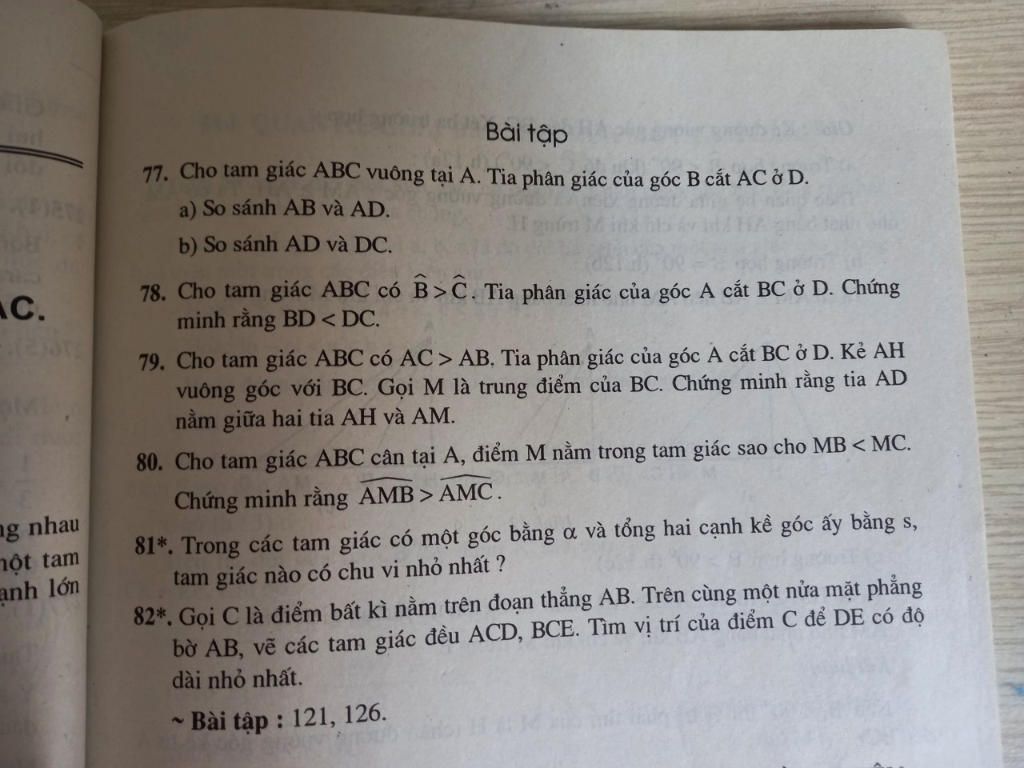 Bài tập
77. Cho tam giác ABC vuông tại A. Tia phân giác của góc B cắt AC ở D.
a) So sánh AB và AD.
b) So sánh AD và DC.
78. Cho tam giác ABC có B̂ > Ĉ. Tia phân giác của góc A cắt BC ở D. Chứng
minh rằng BD < DC.
AC.
79. Cho tam giác ABC có AC > AB. Tia phân giác của góc A cắt BC ở D. Kẻ AH
vuông góc với BC. Gọi M là trung điểm của BC. Chứng minh rằng tia AD
nằm giữa hai tia AH và AM.
80. Cho tam giác ABC cân tại A, điểm M nằm trong tam giác sao cho MB < MC.
Chứng minh rằng \widehat{AMB} > \widehat{AMC}.
nhau
81*. Trong các tam giác có một góc bằng α và tổng hai cạnh kề góc ấy bằng s,
tam
tam giác nào có chu vi nhỏ nhất ?
lớn
82*. Gọi C là điểm bất kì nằm trên đoạn thẳng AB. Trên cùng một nửa mặt phẳng
bờ AB, vẽ các tam giác đều ACD, BCE. Tìm vị trí của điểm C để DE có độ
dài nhỏ nhất.
~ Bài tập : 121, 126.